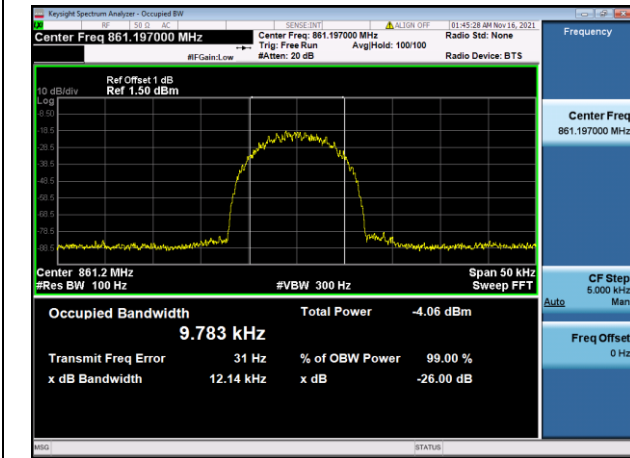 Keysight Spectrum Analyzer - Occupied BW
RF 50 Ω AC SENSE:INT ALIGN OFF 01:45:28 AM Nov 16, 2021
Center Freq 861.197000 MHz
Center Freq: 861.197000 MHz
Radio Std: None
Trig: Free Run Avg|Hold: 100/100
#IFGain:Low #Atten: 20 dB Radio Device: BTS
Frequency
Ref Offset 1 dB
10 dB/div Ref 1.50 dBm
Log
-8.50
-18.5
-28.5
-38.5
-48.5
-58.5
-68.5
-78.5
-88.5
Center 861.2 MHz Span 50 kHz
#Res BW 100 Hz #VBW 300 Hz Sweep FFT
Occupied Bandwidth Total Power -4.06 dBm
9.783 kHz
Transmit Freq Error 31 Hz % of OBW Power 99.00 %
x dB Bandwidth 12.14 kHz x dB -26.00 dB
Center Freq
861.197000 MHz
CF Step
5.000 kHz
Auto Man
Freq Offset
0 Hz
MSG STATUS